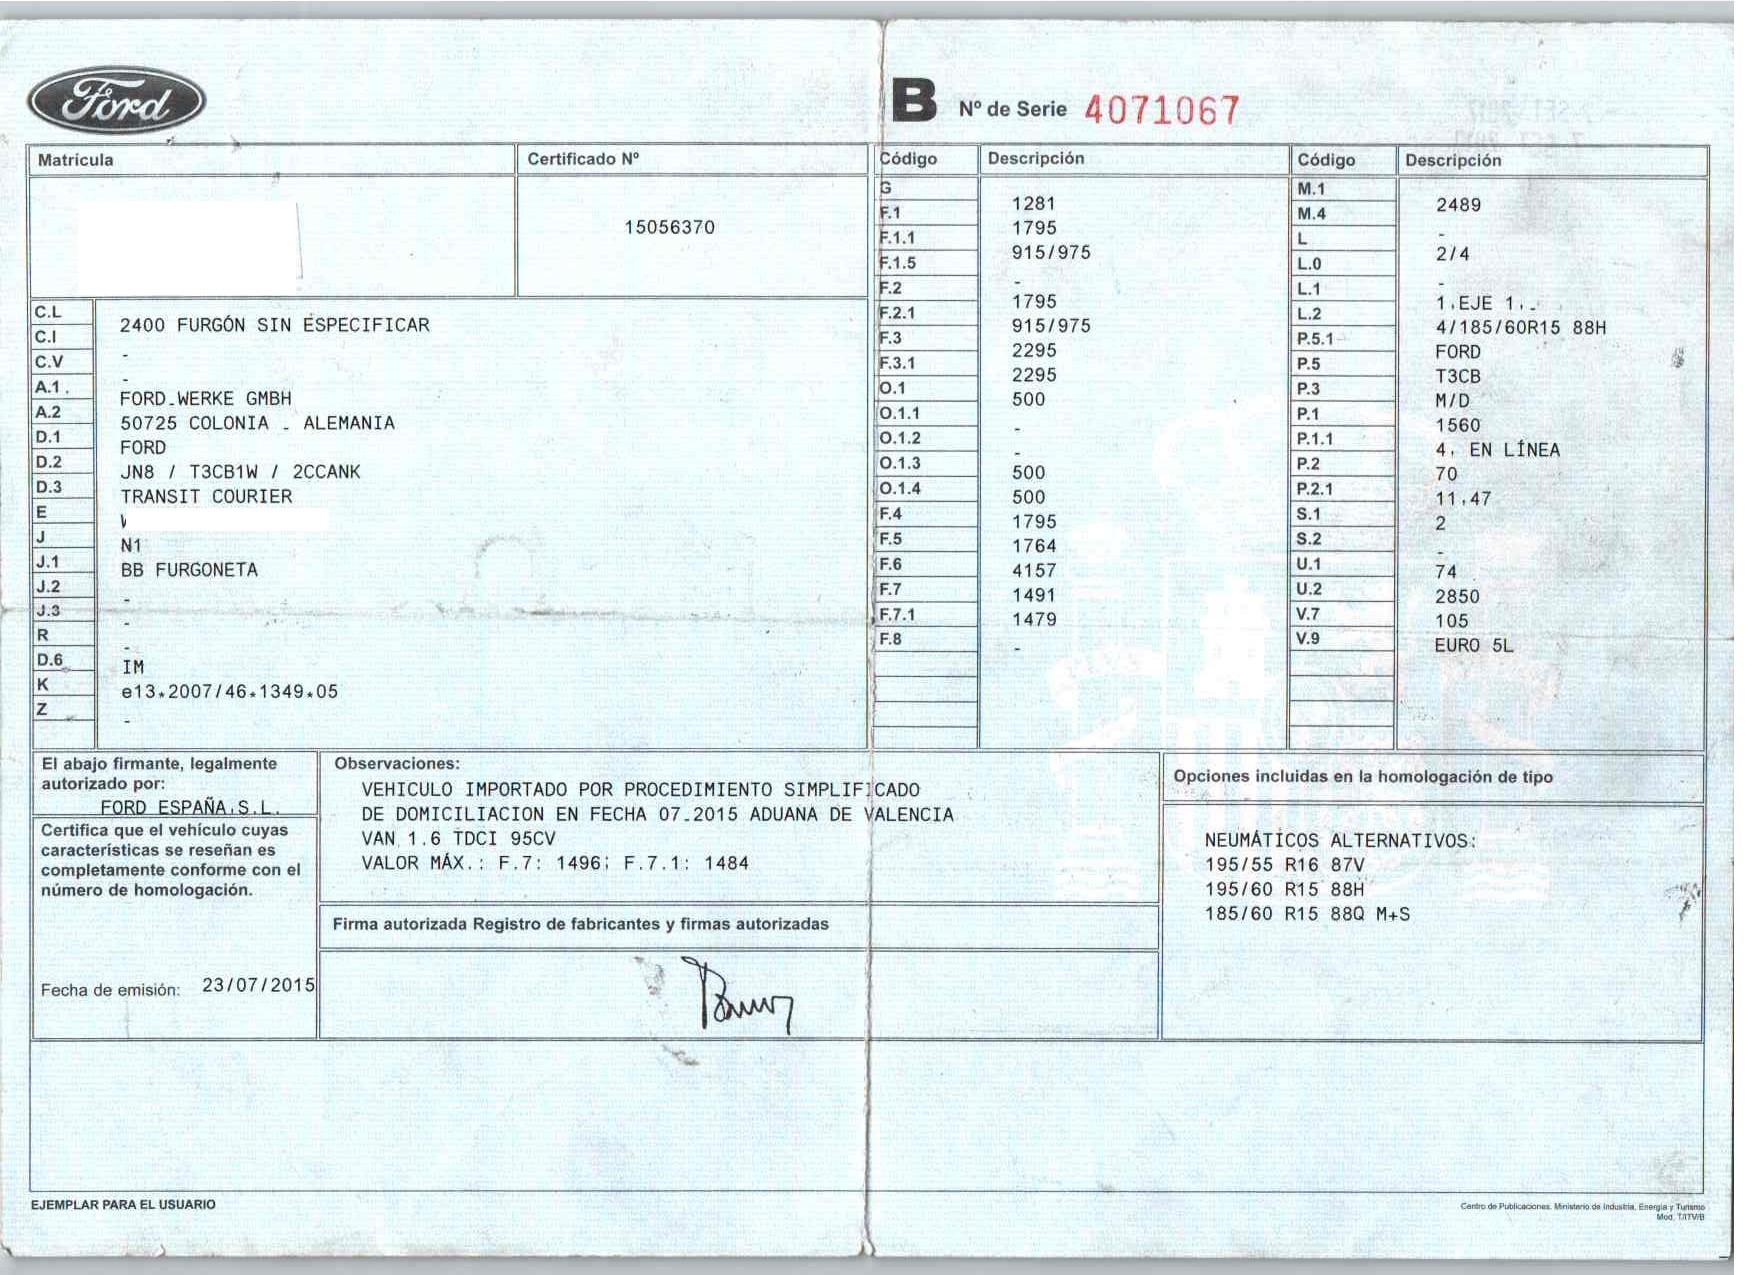 Ford
B Nº de Serie 4071067
Matrícula
Certificado Nº
15056370
C.L 2400 FURGÓN SIN ESPECIFICAR
C.I -
C.V -
A.1 FORD-WERKE GMBH
A.2 50725 COLONIA - ALEMANIA
D.1 FORD
D.2 JN8 / T3CB1W / 2CCANK
D.3 TRANSIT COURIER
E
J N1
J.1 BB FURGONETA
J.2 -
J.3 -
R -
D.6 IM
K e13*2007/46*1349*05
Z -
Código Descripción
G 1281
F.1 1795
F.1.1 915/975
F.1.5 -
F.2 1795
F.2.1 915/975
F.3 2295
F.3.1 2295
O.1 500
O.1.1 -
O.1.2 -
O.1.3 500
O.1.4 500
F.4 1795
F.5 1764
F.6 4157
F.7 1491
F.7.1 1479
F.8 -
Código Descripción
M.1 2489
M.4 -
L 2/4
L.0 -
L.1 1.EJE 1.-
L.2 4/185/60R15 88H
P.5.1 FORD
P.5 T3CB
P.3 M/D
P.1 1560
P.1.1 4, EN LÍNEA
P.2 70
P.2.1 11,47
S.1 2
S.2 -
U.1 74
U.2 2850
V.7 105
V.9 EURO 5L
El abajo firmante, legalmente
autorizado por:
FORD ESPAÑA,S.L.
Certifica que el vehículo cuyas
características se reseñan es
completamente conforme con el
número de homologación.
Fecha de emisión: 23/07/2015
Observaciones:
VEHICULO IMPORTADO POR PROCEDIMIENTO SIMPLIFICADO
DE DOMICILIACION EN FECHA 07-2015 ADUANA DE VALENCIA
VAN 1.6 TDCI 95CV
VALOR MÁX.: F.7: 1496; F.7.1: 1484
Firma autorizada Registro de fabricantes y firmas autorizadas
Opciones incluidas en la homologación de tipo
NEUMÁTICOS ALTERNATIVOS:
195/55 R16 87V
195/60 R15 88H
185/60 R15 88Q M+S
EJEMPLAR PARA EL USUARIO
Centro de Publicaciones. Ministerio de Industria, Energía y Turismo
Mod. T/ITV/B